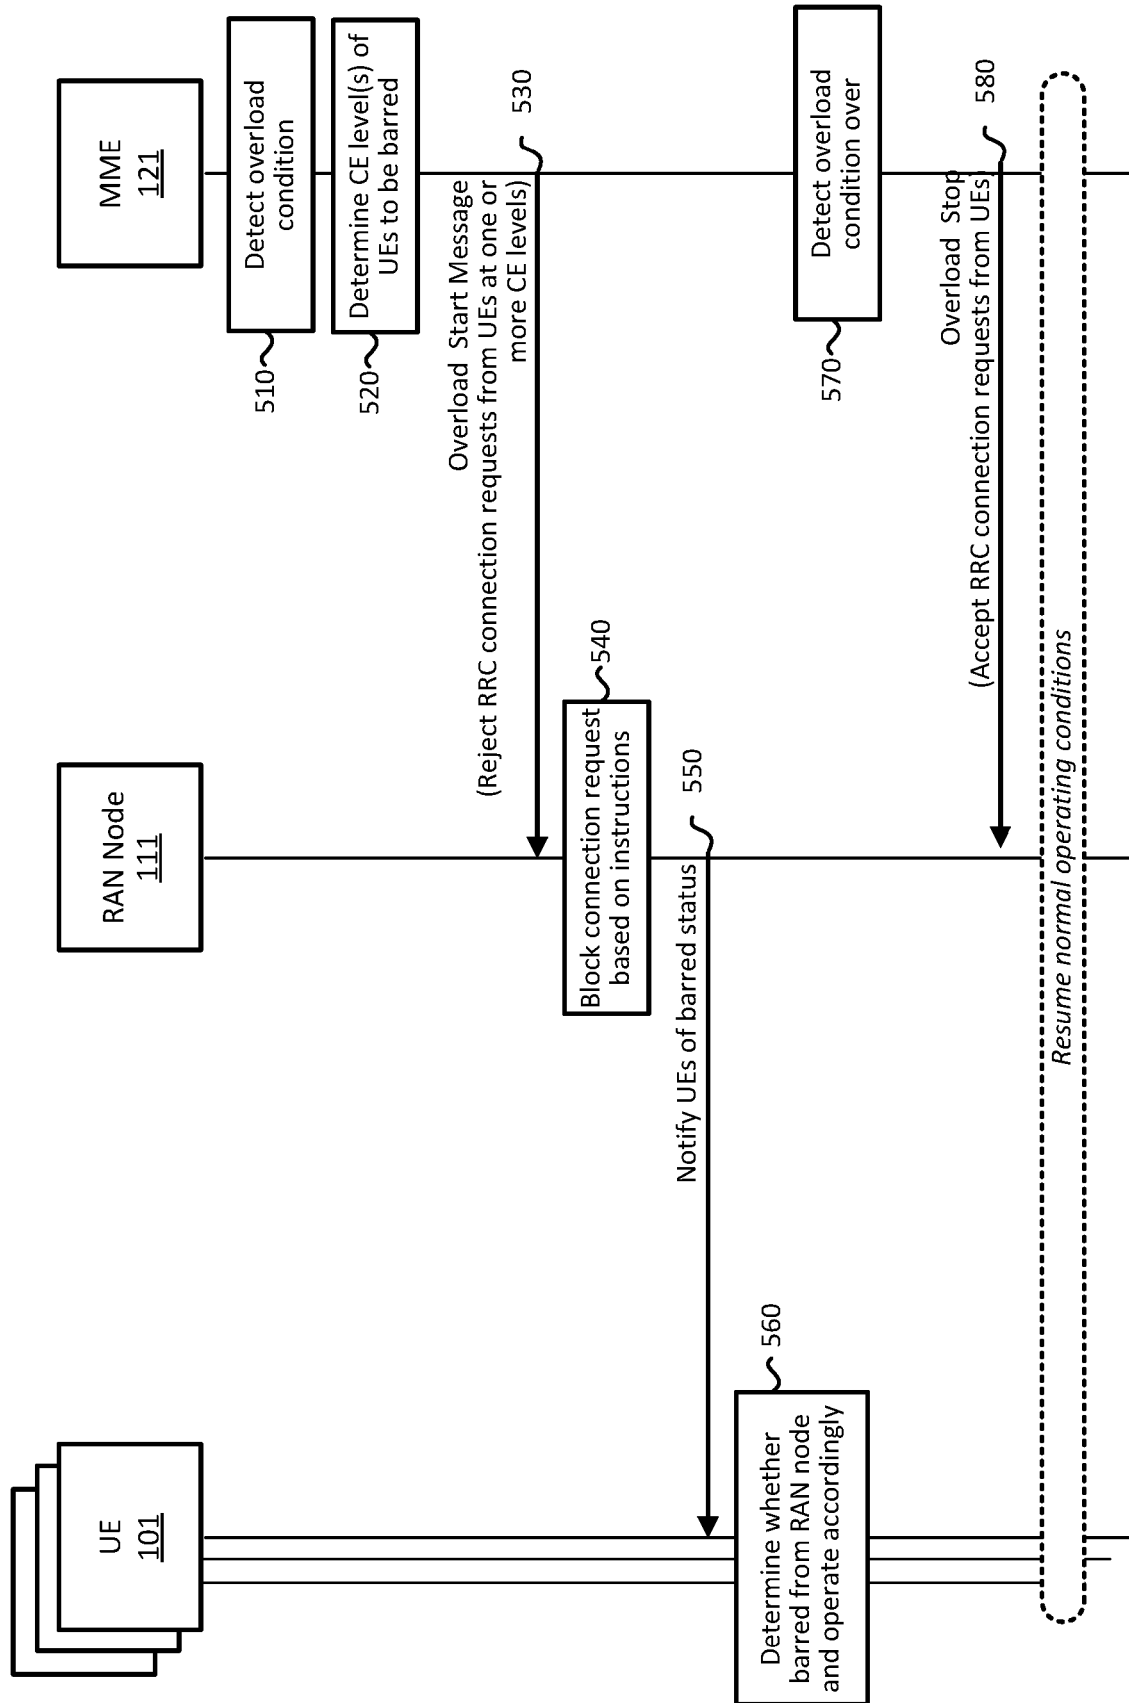 UE
101
RAN Node
111
MME
121
Detect overload
condition
510
Determine CE level(s) of
UEs to be barred
520
Overload Start Message
(Reject RRC connection requests from UEs at one or
more CE levels)
530
Block connection request
based on instructions
540
Notify UEs of barred status
550
Determine whether
barred from RAN node
and operate accordingly
560
Detect overload
condition over
570
Overload Stop
(Accept RRC connection requests from UEs)
580
Resume normal operating conditions